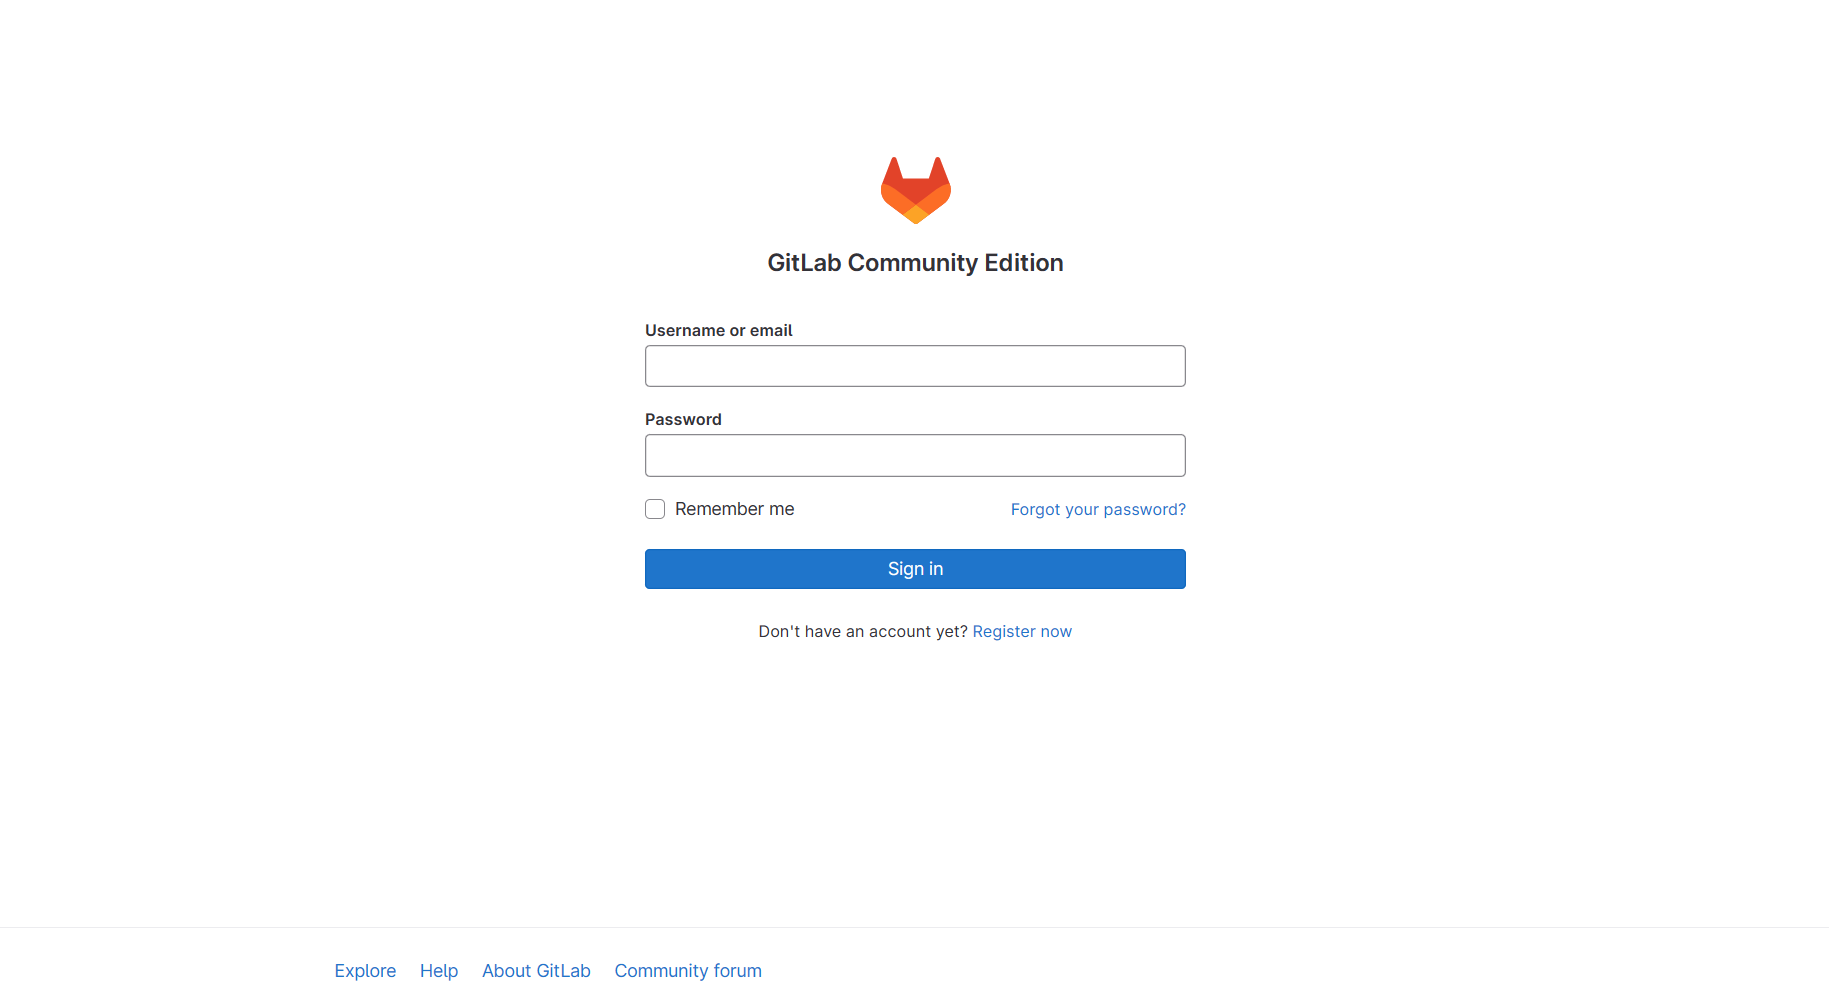 GitLab Community Edition
Username or email
Password
Remember me Forgot your password?
Sign in
Don't have an account yet? Register now
Explore Help About GitLab Community forum